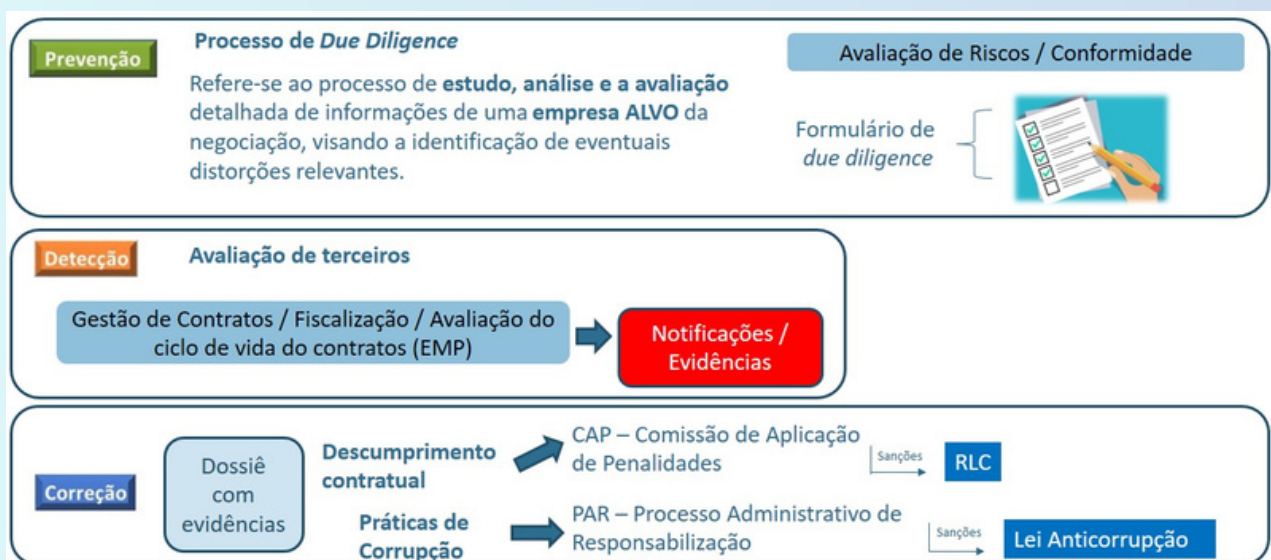 Prevenção
Processo de Due Diligence
Refere-se ao processo de estudo, análise e a avaliação
detalhada de informações de uma empresa ALVO da
negociação, visando a identificação de eventuais
distorções relevantes.
Avaliação de Riscos / Conformidade
Formulário de
due diligence
Detecção
Avaliação de terceiros
Gestão de Contratos / Fiscalização / Avaliação do
ciclo de vida do contratos (EMP)
Notificações /
Evidências
Correção
Dossiê
com
evidências
Descumprimento
contratual
CAP – Comissão de Aplicação
de Penalidades
Sanções
RLC
Práticas de
Corrupção
PAR – Processo Administrativo de
Responsabilização
Sanções
Lei Anticorrupção